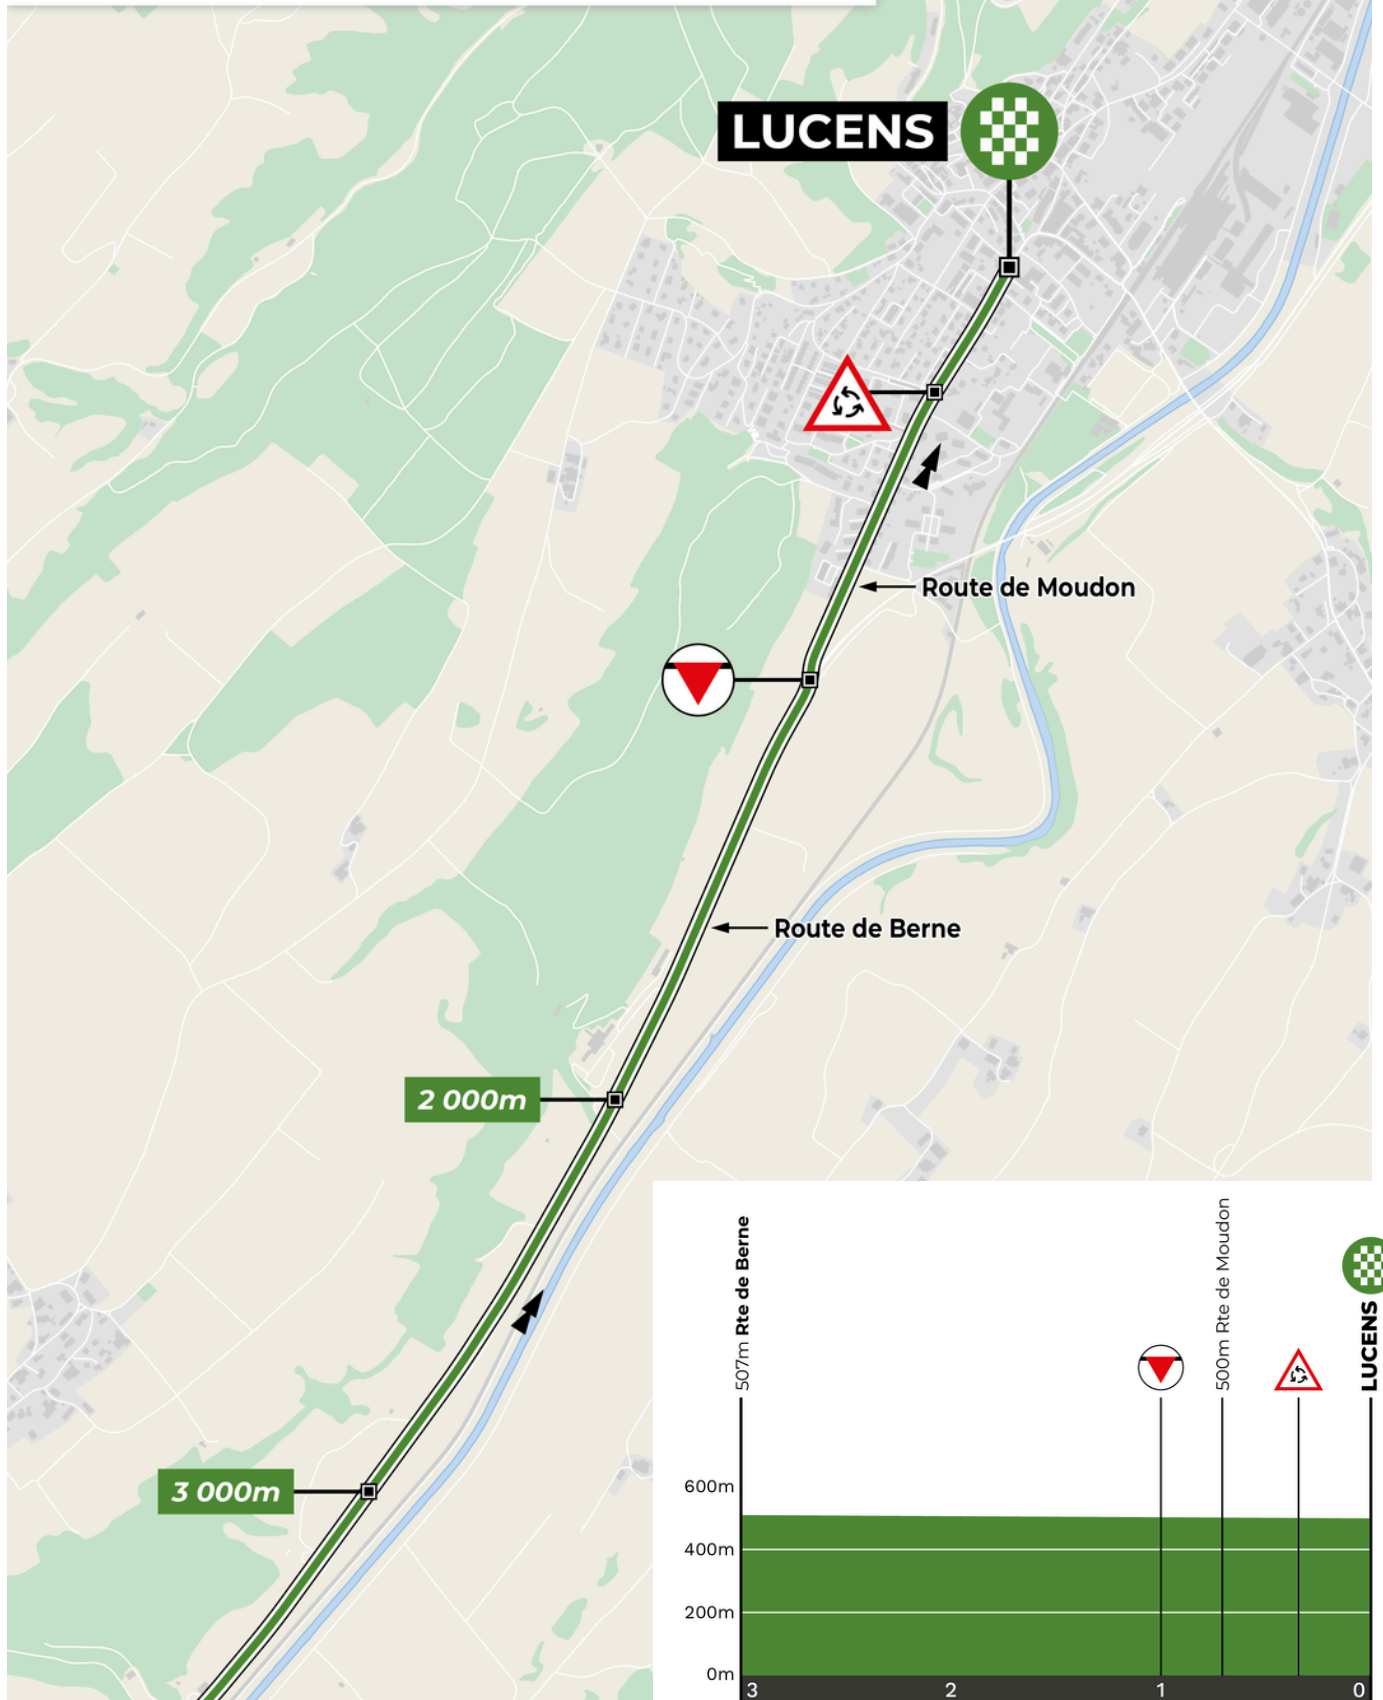 LUCENS
Route de Moudon
Route de Berne
2 000m
3 000m
507m Rte de Berne
500m Rte de Moudon
LUCENS
600m
400m
200m
0m
3 2 1 0